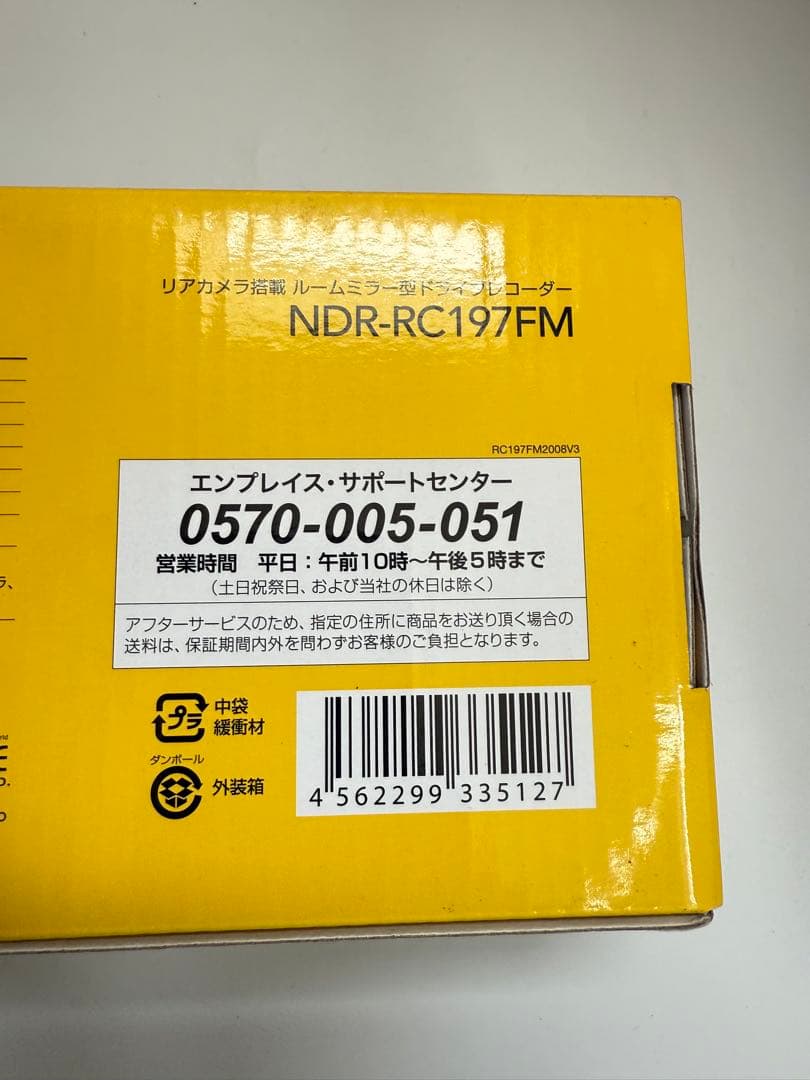 リアカメラ搭載 ルームミラー型ドライブレコーダー
NDR-RC197FM
RC197FM2008V3
エンプレイス・サポートセンター
0570-005-051
営業時間 平日：午前10時～午後5時まで
（土日祝祭日、および当社の休日は除く）
アフターサービスのため、指定の住所に商品をお送り頂く場合の
送料は、保証期間内外を問わずお客様のご負担となります。
プラ
中袋
緩衝材
ダンボール
外装箱
4 562299 335127